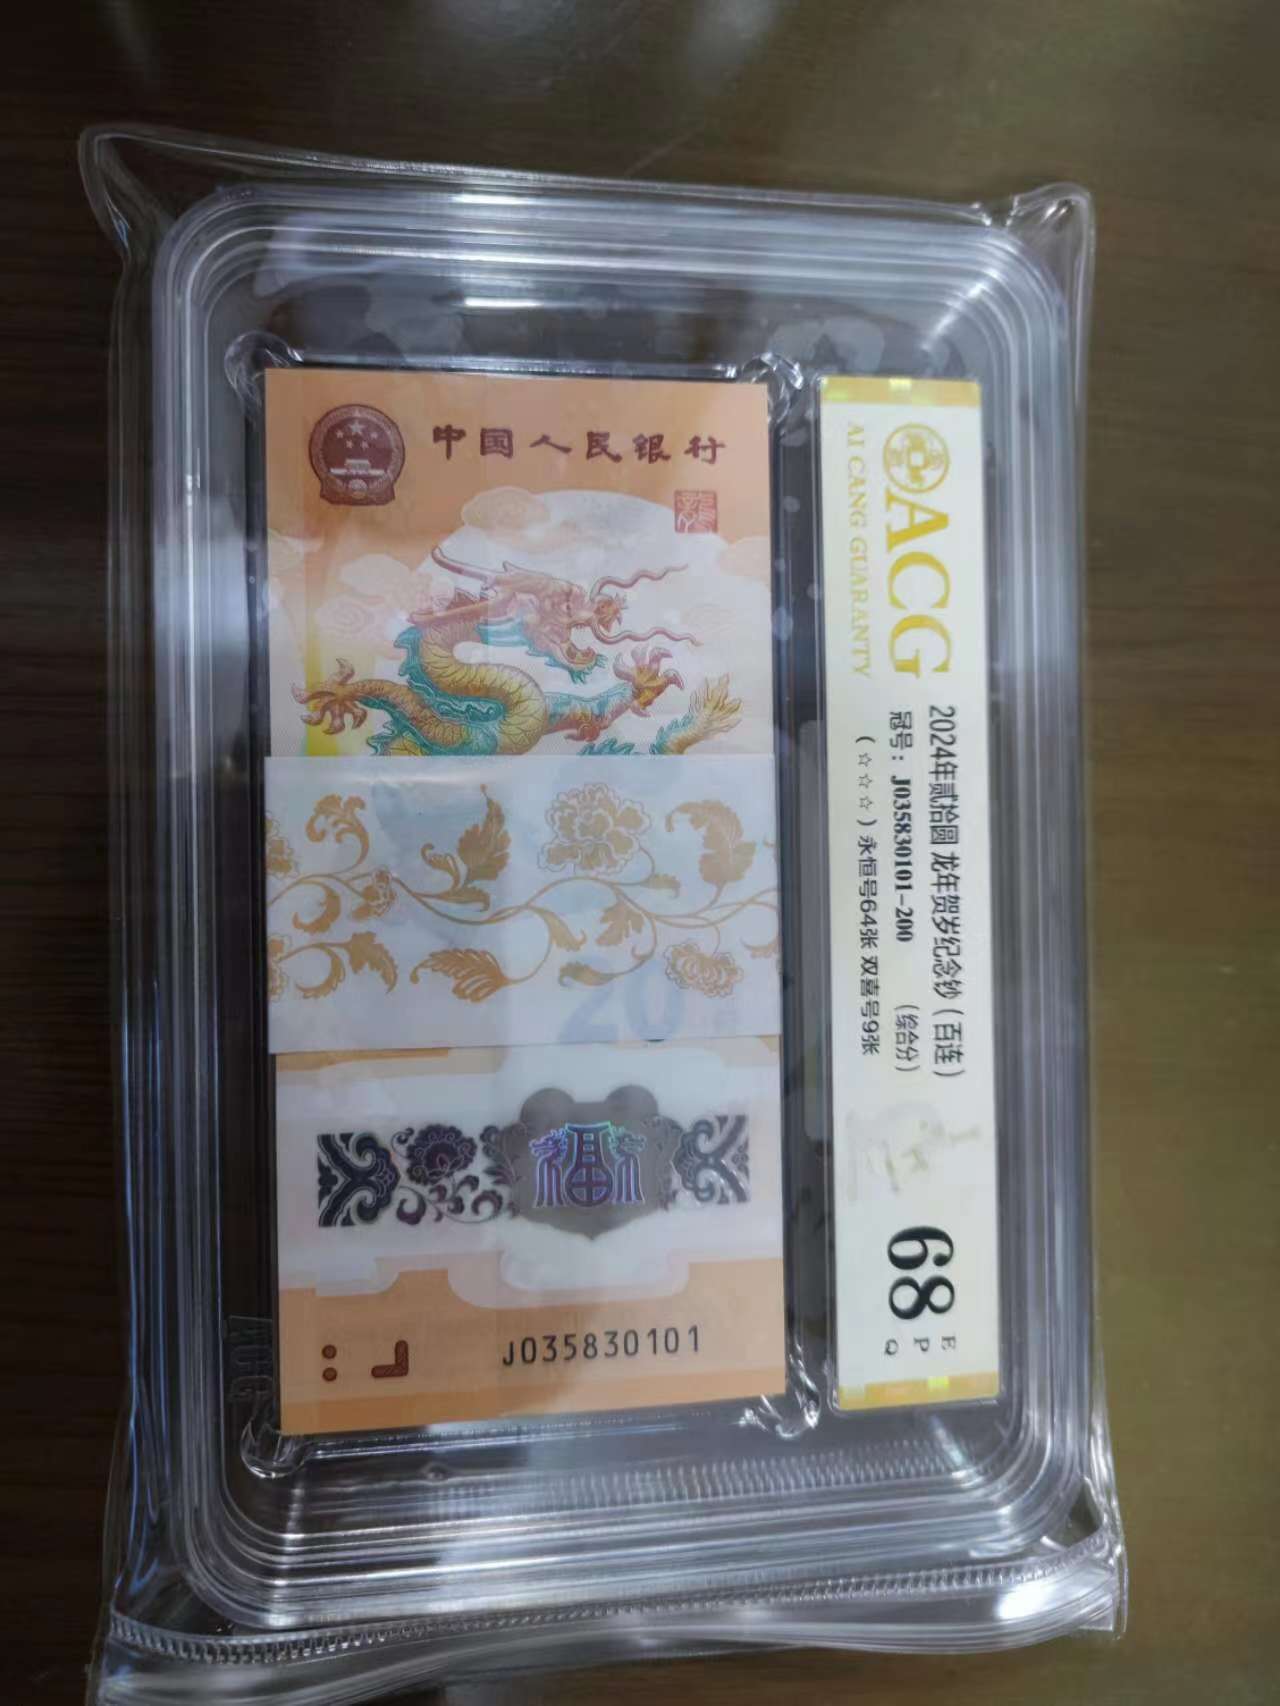 中国人民银行
20
福
J035830101
ACG
AI CANG GUARANTY
2024年贰拾圆 龙年贺岁纪念钞(百连)
冠号:J035830101-200 (综合分)
(☆☆☆)永恒号64张 双喜号9张
68
EPQ
ACG